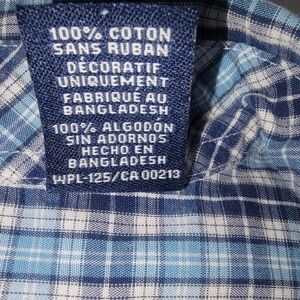 100% COTON
SANS RUBAN
DÉCORATIF
UNIQUEMENT
FABRIQUÉ AU
BANGLADESH
100% ALGODON
SIN ADORNOS
HECHO EN
BANGLADESH
WPL-125/CA 00213